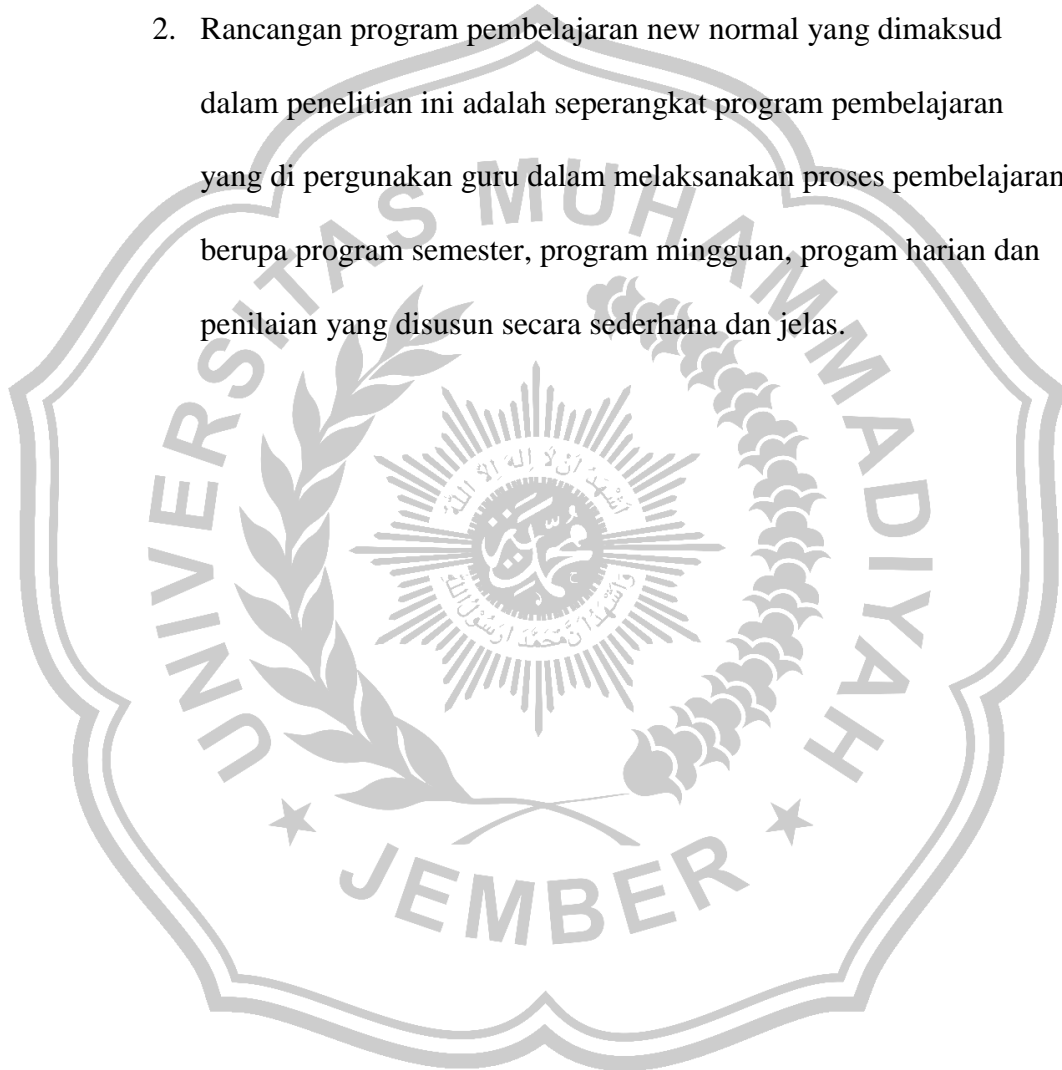 2. Rancangan program pembelajaran new normal yang dimaksud
dalam penelitian ini adalah seperangkat program pembelajaran
yang di pergunakan guru dalam melaksanakan proses pembelajaran
berupa program semester, program mingguan, progam harian dan
penilaian yang disusun secara sederhana dan jelas.
UNIVERSITAS MUHAMMADIYAH
JEMBER